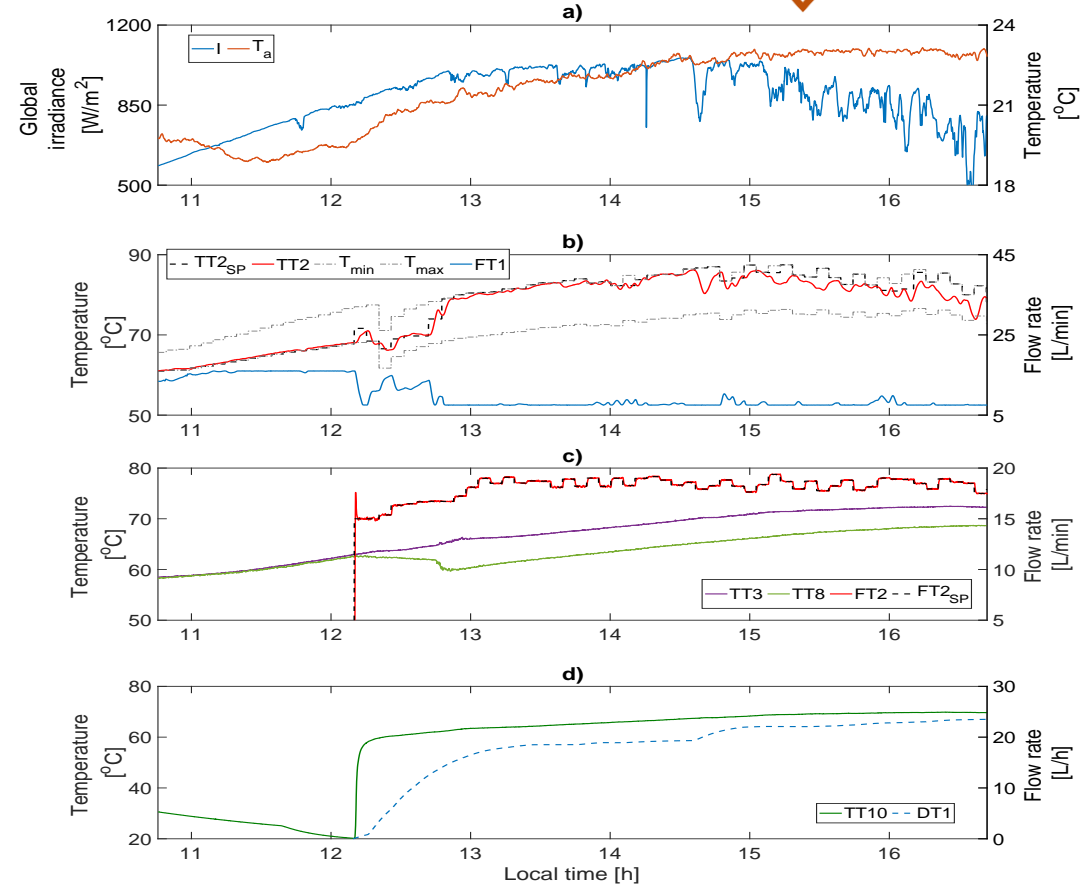 a)
1200
850
500
Global
irradiance
[W/m2]
I
Ta
24
21
18
Temperature
[oC]
11 12 13 14 15 16
b)
90
70
50
Temperature
[oC]
TT2SP TT2 Tmin Tmax FT1
45
25
5
Flow rate
[L/min]
11 12 13 14 15 16
c)
80
70
60
50
Temperature
[oC]
20
15
10
5
Flow rate
[L/min]
TT3 TT8 FT2 FT2SP
11 12 13 14 15 16
d)
80
60
40
20
Temperature
[oC]
30
20
10
0
Flow rate
[L/h]
TT10 DT1
11 12 13 14 15 16
Local time [h]